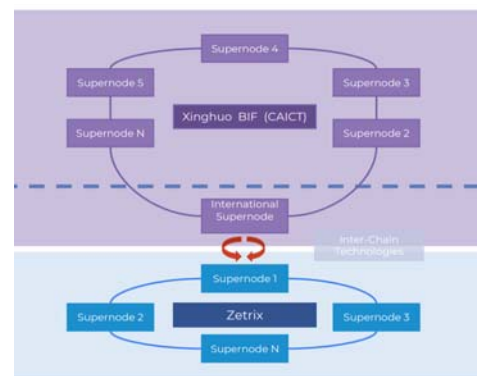 Supernode 4
Supernode 5
Supernode 3
Xinghuo BIF (CAICT)
Supernode N
Supernode 2
International
Supernode
Inter-Chain
Technologies
Supernode 1
Supernode 2
Zetrix
Supernode 3
Supernode N